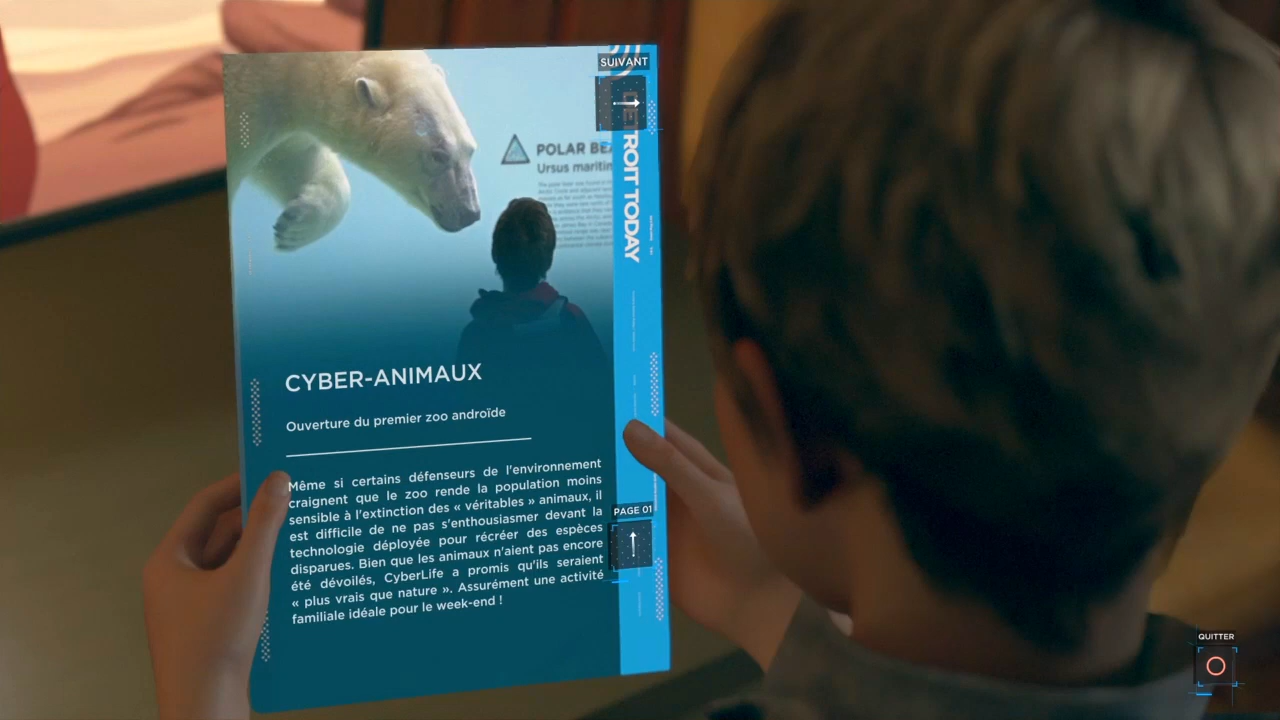 SUIVANT
TROIT TODAY
POLAR BEA
Ursus maritim
CYBER-ANIMAUX
Ouverture du premier zoo androïde
Même si certains défenseurs de l'environnement
craignent que le zoo rende la population moins
sensible à l'extinction des « véritables » animaux, il
est difficile de ne pas s'enthousiasmer devant la
technologie déployée pour récréer des espèces
disparues. Bien que les animaux n'aient pas encore
été dévoilés, CyberLife a promis qu'ils seraient
« plus vrais que nature ». Assurément une activité
familiale idéale pour le week-end !
PAGE 01
QUITTER